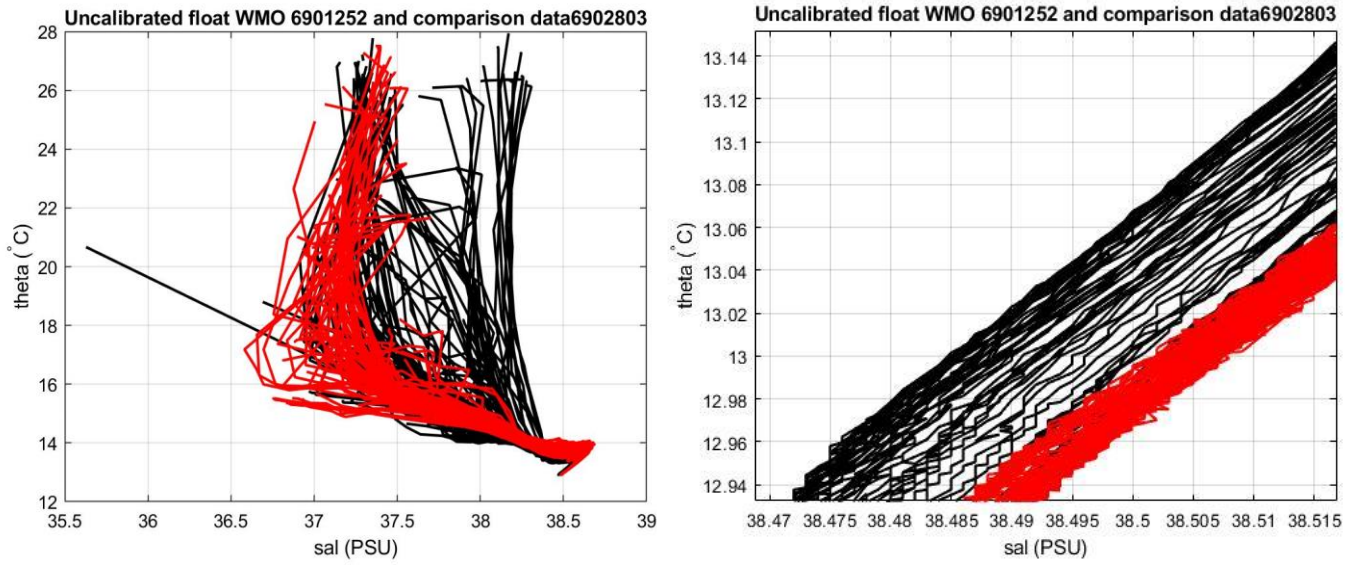 Uncalibrated float WMO 6901252 and comparison data6902803
28
26
24
22
20
18
16
14
12
theta (°C)
35.5 36 36.5 37 37.5 38 38.5 39
sal (PSU)
Uncalibrated float WMO 6901252 and comparison data6902803
13.14
13.12
13.1
13.08
13.06
13.04
13.02
13
12.98
12.96
12.94
theta (°C)
38.47 38.475 38.48 38.485 38.49 38.495 38.5 38.505 38.51 38.515
sal (PSU)